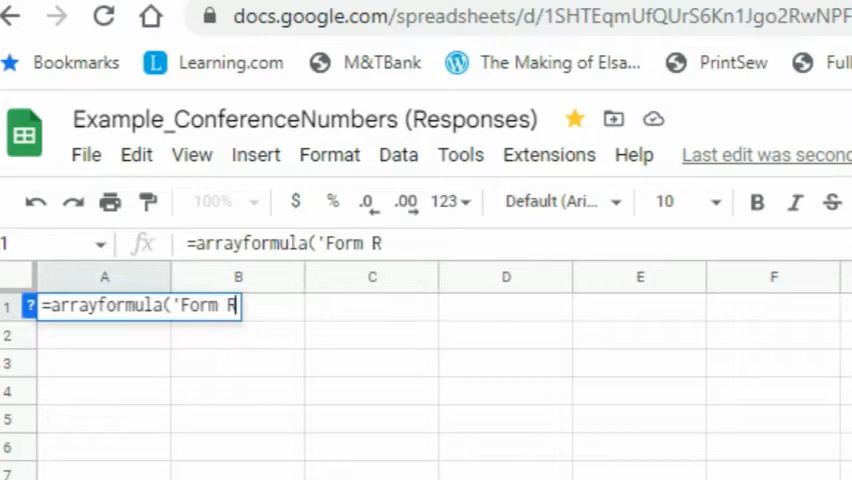 docs.google.com/spreadsheets/d/1SHTEqmUfQUrS6Kn1Jgo2RwNPF
Bookmarks L Learning.com M&TBank The Making of Elsa... PrintSew Full
Example_ConferenceNumbers (Responses)
File Edit View Insert Format Data Tools Extensions Help Last edit was second
100% $ % .0 .00 123 Default (Ari... 10 B I S
1 fx =arrayformula('Form R
A B C D E F
1 ? =arrayformula('Form R
2
3
4
5
6
7